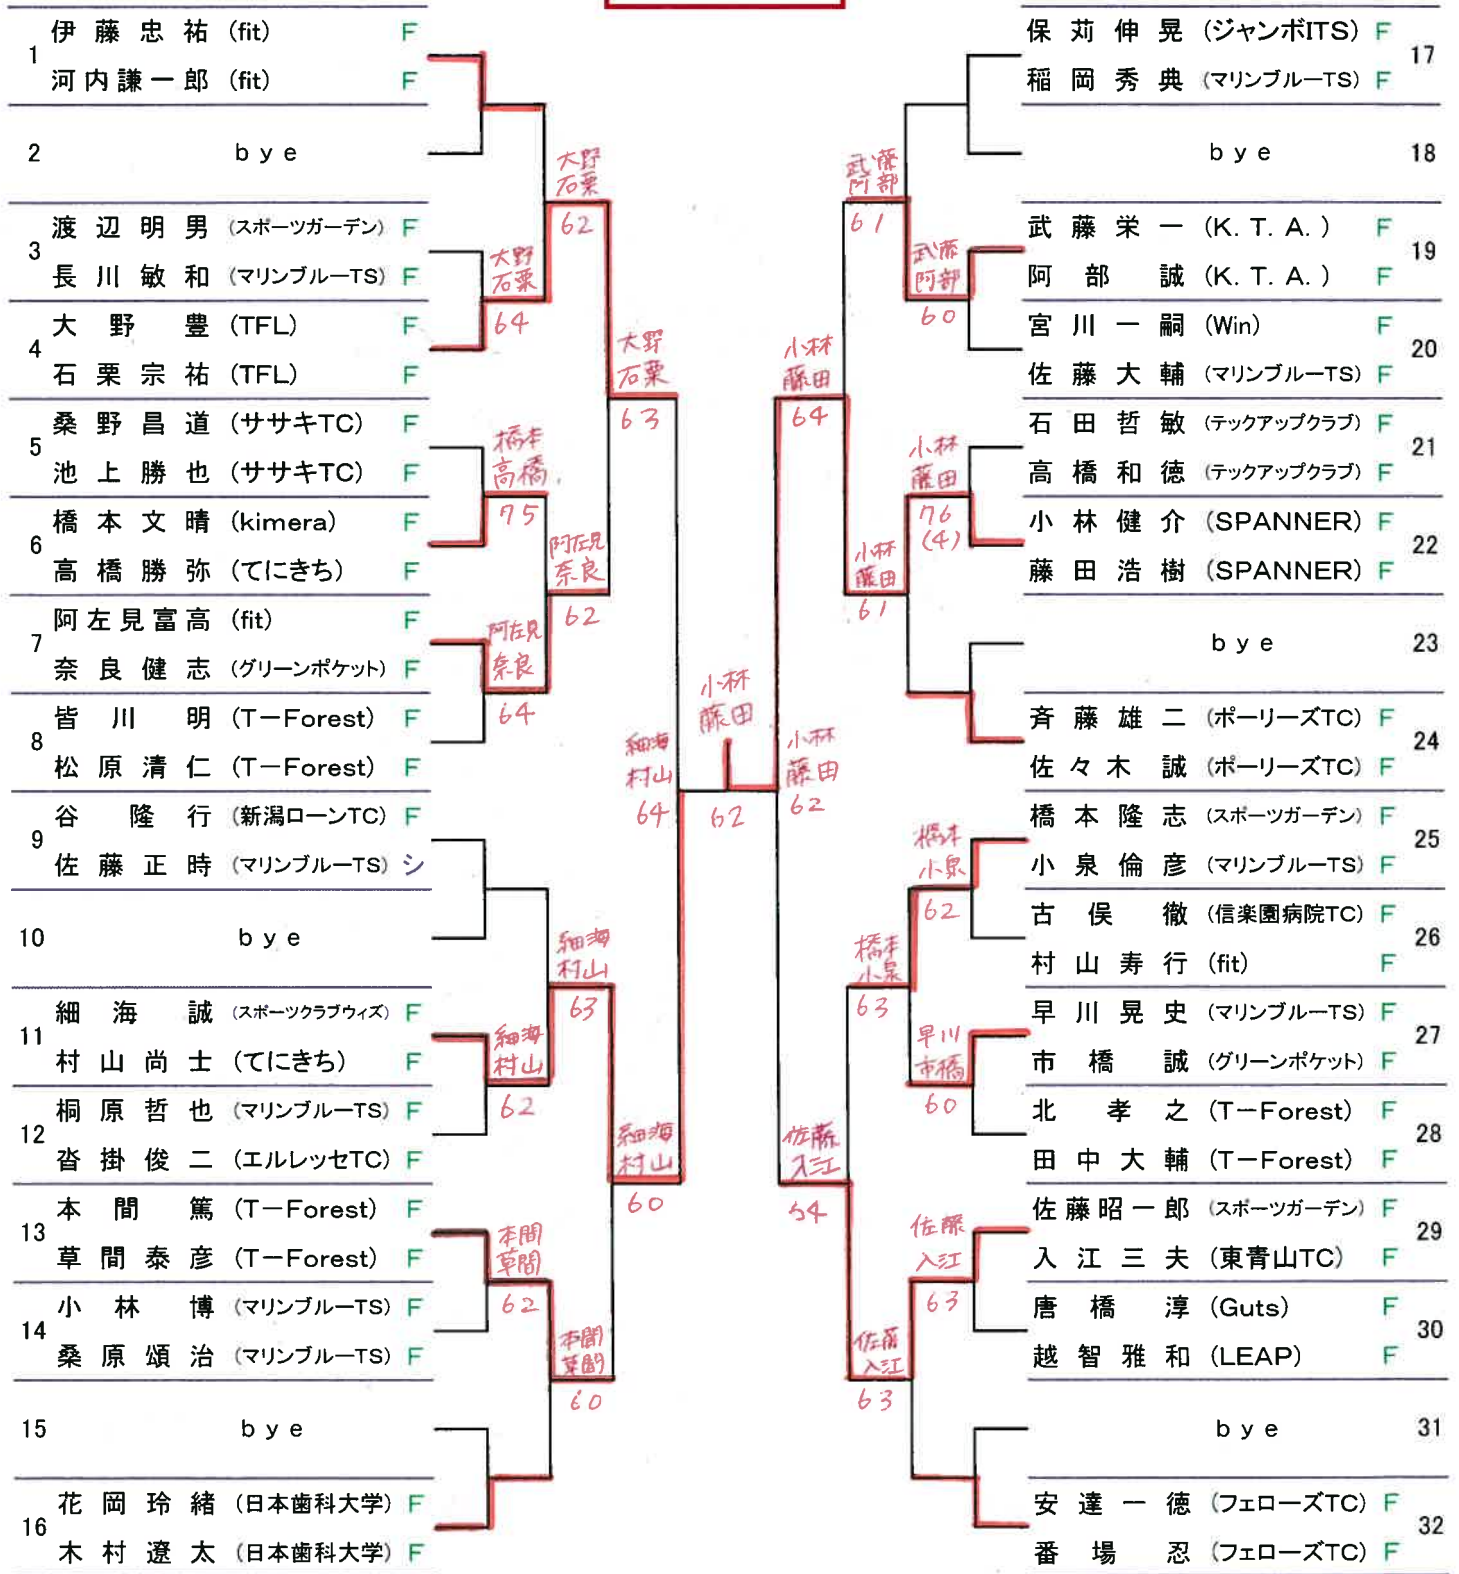 1 伊藤忠祐 (fit) F
河内謙一郎 (fit) F
2 bye
3 渡辺明男 (スポーツガーデン) F
長川敏和 (マリンブルーTS) F
4 大野豊 (TFL) F
石栗宗祐 (TFL) F
5 桑野昌道 (ササキTC) F
池上勝也 (ササキTC) F
6 橋本文晴 (kimera) F
高橋勝弥 (てにきち) F
7 阿左見富高 (fit) F
奈良健志 (グリーンポケット) F
8 皆川明 (T－Forest) F
松原清仁 (T－Forest) F
9 谷隆行 (新潟ローンTC) F
佐藤正時 (マリンブルーTS) シ
10 bye
11 細海誠 (スポーツクラブウィズ) F
村山尚士 (てにきち) F
12 桐原哲也 (マリンブルーTS) F
沓掛俊二 (エルレッセTC) F
13 本間篤 (T－Forest) F
草間泰彦 (T－Forest) F
14 小林博 (マリンブルーTS) F
桑原頌治 (マリンブルーTS) F
15 bye
16 花岡玲緒 (日本歯科大学) F
木村遼太 (日本歯科大学) F
大野
石栗
64
橋本
高橋
75
阿左見
奈良
64
細海
村山
62
本間
草間
62
大野
石栗
62
阿左見
奈良
62
細海
村山
63
本間
草間
60
大野
石栗
63
細海
村山
60
細海
村山
64
小林
藤田
62
小林
藤田
62
小林
藤田
64
佐藤
入江
54
武藤
阿部
61
小林
藤田
61
橋本
小泉
63
佐藤
入江
63
武藤
阿部
60
小林
藤田
76
(4)
橋本
小泉
62
早川
市橋
60
佐藤
入江
63
保苅伸晃 (ジャンボITS) F 17
稲岡秀典 (マリンブルーTS) F
bye 18
武藤栄一 (K.T.A.) F 19
阿部誠 (K.T.A.) F
宮川一嗣 (Win) F 20
佐藤大輔 (マリンブルーTS) F
石田哲敏 (テックアップクラブ) F 21
高橋和徳 (テックアップクラブ) F
小林健介 (SPANNER) F 22
藤田浩樹 (SPANNER) F
bye 23
斉藤雄二 (ポーリーズTC) F 24
佐々木誠 (ポーリーズTC) F
橋本隆志 (スポーツガーデン) F 25
小泉倫彦 (マリンブルーTS) F
古俣徹 (信楽園病院TC) F 26
村山寿行 (fit) F
早川晃史 (マリンブルーTS) F 27
市橋誠 (グリーンポケット) F
北孝之 (T－Forest) F 28
田中大輔 (T－Forest) F
佐藤昭一郎 (スポーツガーデン) F 29
入江三夫 (東青山TC) F
唐橋淳 (Guts) F 30
越智雅和 (LEAP) F
bye 31
安達一徳 (フェローズTC) F 32
番場忍 (フェローズTC) F